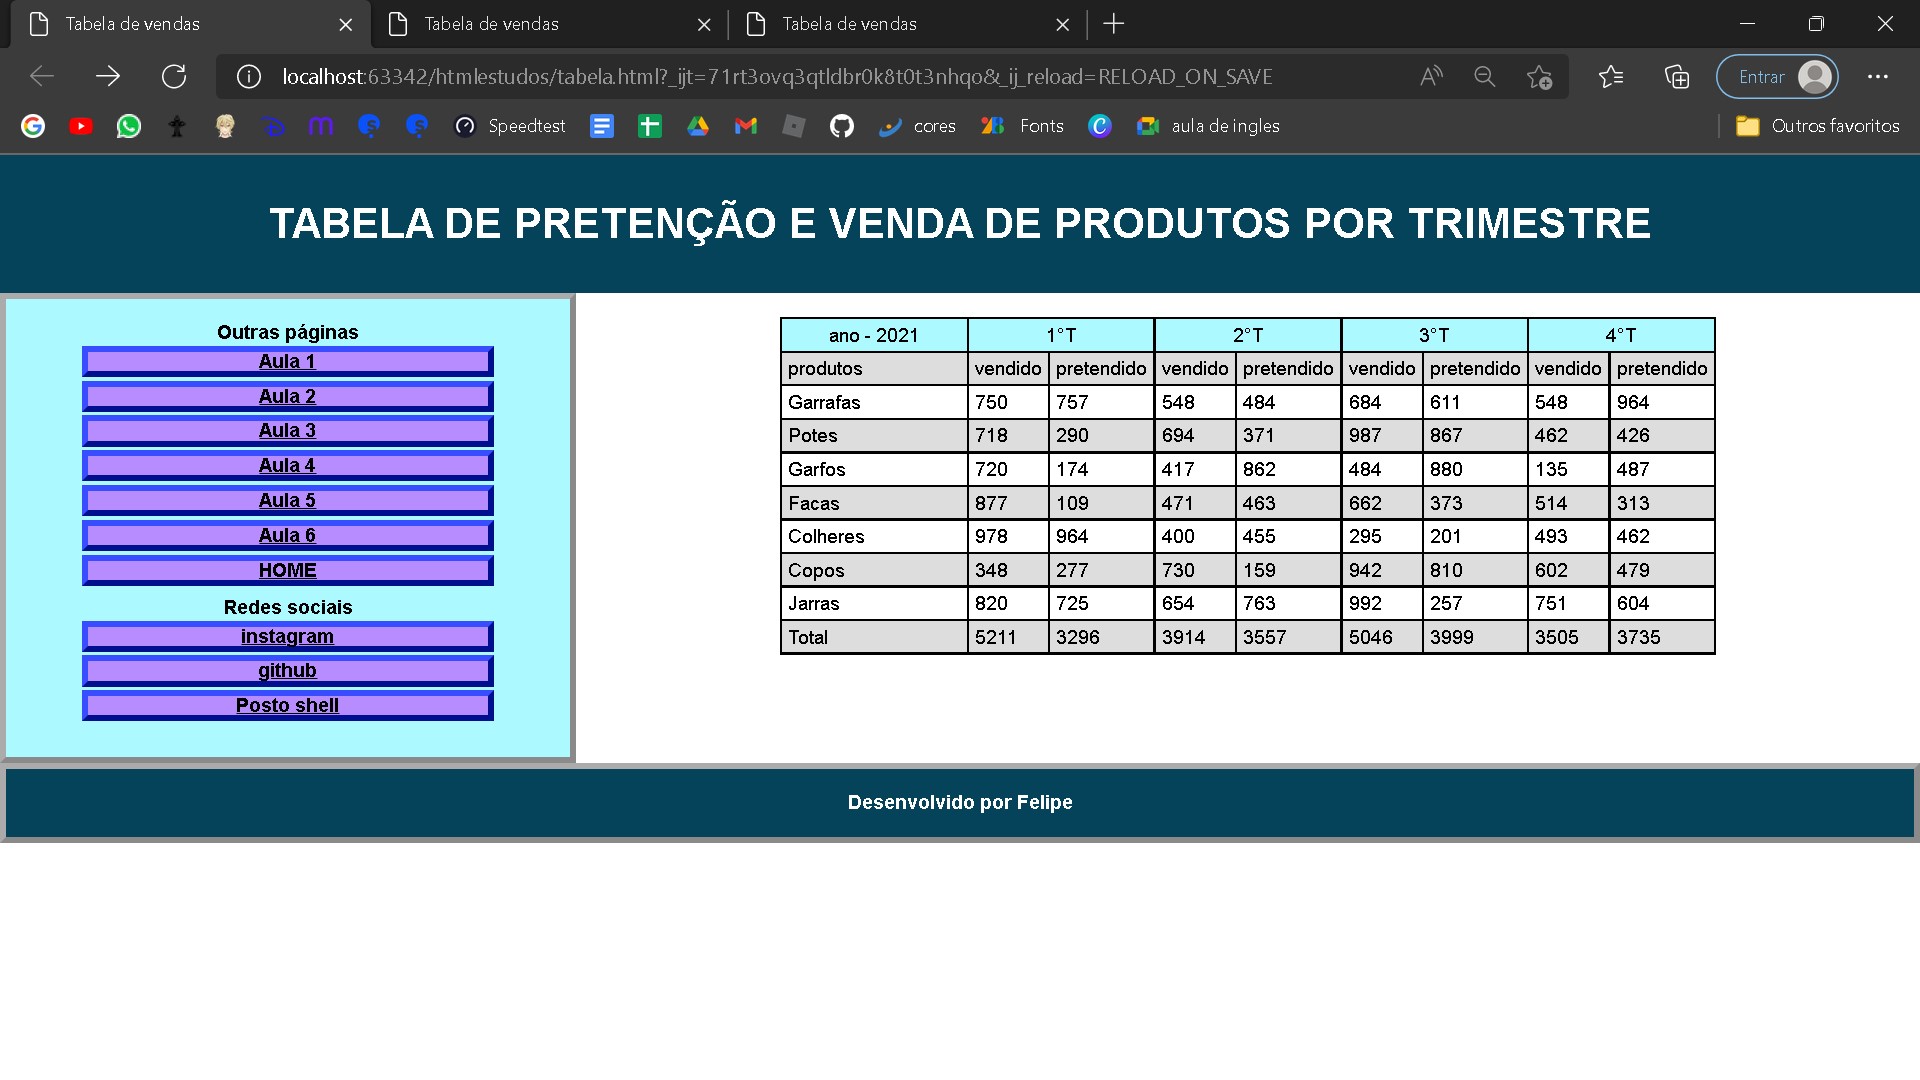 Tabela de vendas Tabela de vendas Tabela de vendas
localhost:63342/htmlestudos/tabela.html?_ijt=71rt3ovq3qtldbr0k8t0t3nhqo&_ij_reload=RELOAD_ON_SAVE Entrar
Speedtest cores Fonts aula de ingles Outros favoritos
TABELA DE PRETENÇÃO E VENDA DE PRODUTOS POR TRIMESTRE
Outras páginas
Aula 1
Aula 2
Aula 3
Aula 4
Aula 5
Aula 6
HOME
Redes sociais
instagram
github
Posto shell
ano - 2021 1°T 2°T 3°T 4°T
produtos vendido pretendido vendido pretendido vendido pretendido vendido pretendido
Garrafas 750 757 548 484 684 611 548 964
Potes 718 290 694 371 987 867 462 426
Garfos 720 174 417 862 484 880 135 487
Facas 877 109 471 463 662 373 514 313
Colheres 978 964 400 455 295 201 493 462
Copos 348 277 730 159 942 810 602 479
Jarras 820 725 654 763 992 257 751 604
Total 5211 3296 3914 3557 5046 3999 3505 3735
Desenvolvido por Felipe